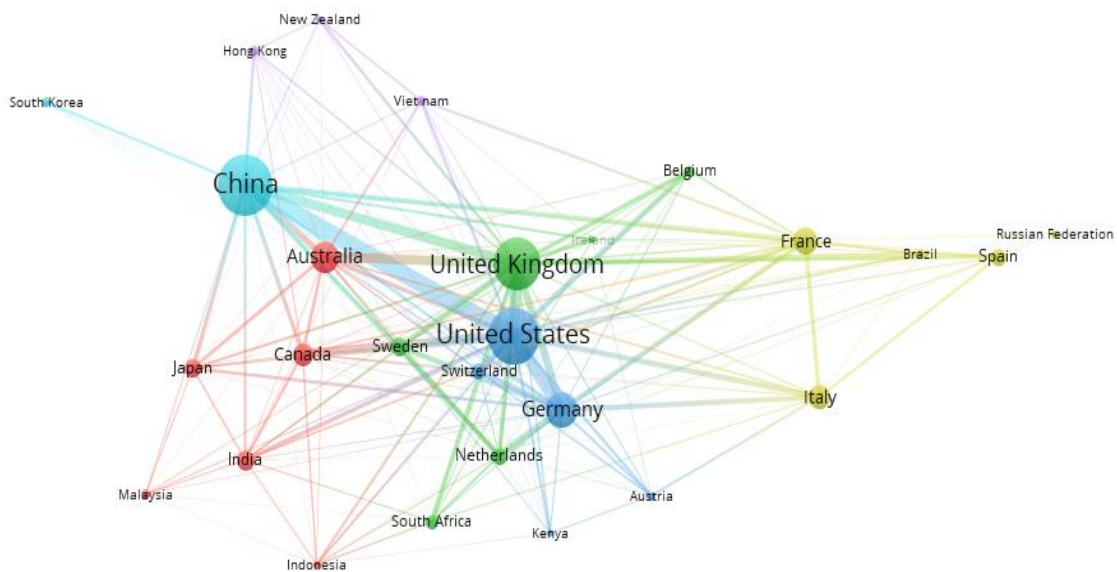 New Zealand
Hong Kong
South Korea
Vietnam
Belgium
China
Ireland
France
Russian Federation
Australia
United Kingdom
Brazil
Spain
United States
Sweden
Canada
Japan
Switzerland
Italy
Germany
India
Netherlands
Malaysia
Austria
South Africa
Kenya
Indonesia